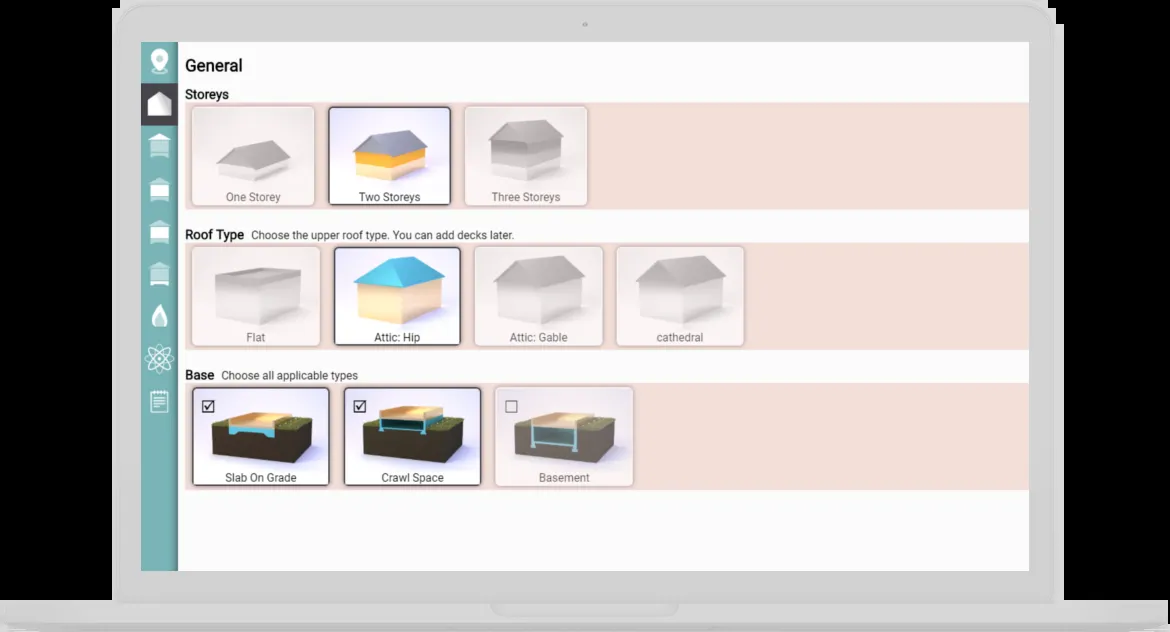 General
Storeys
One Storey
Two Storeys
Three Storeys
Roof Type Choose the upper roof type. You can add decks later.
Flat
Attic: Hip
Attic: Gable
cathedral
Base Choose all applicable types
Slab On Grade
Crawl Space
Basement